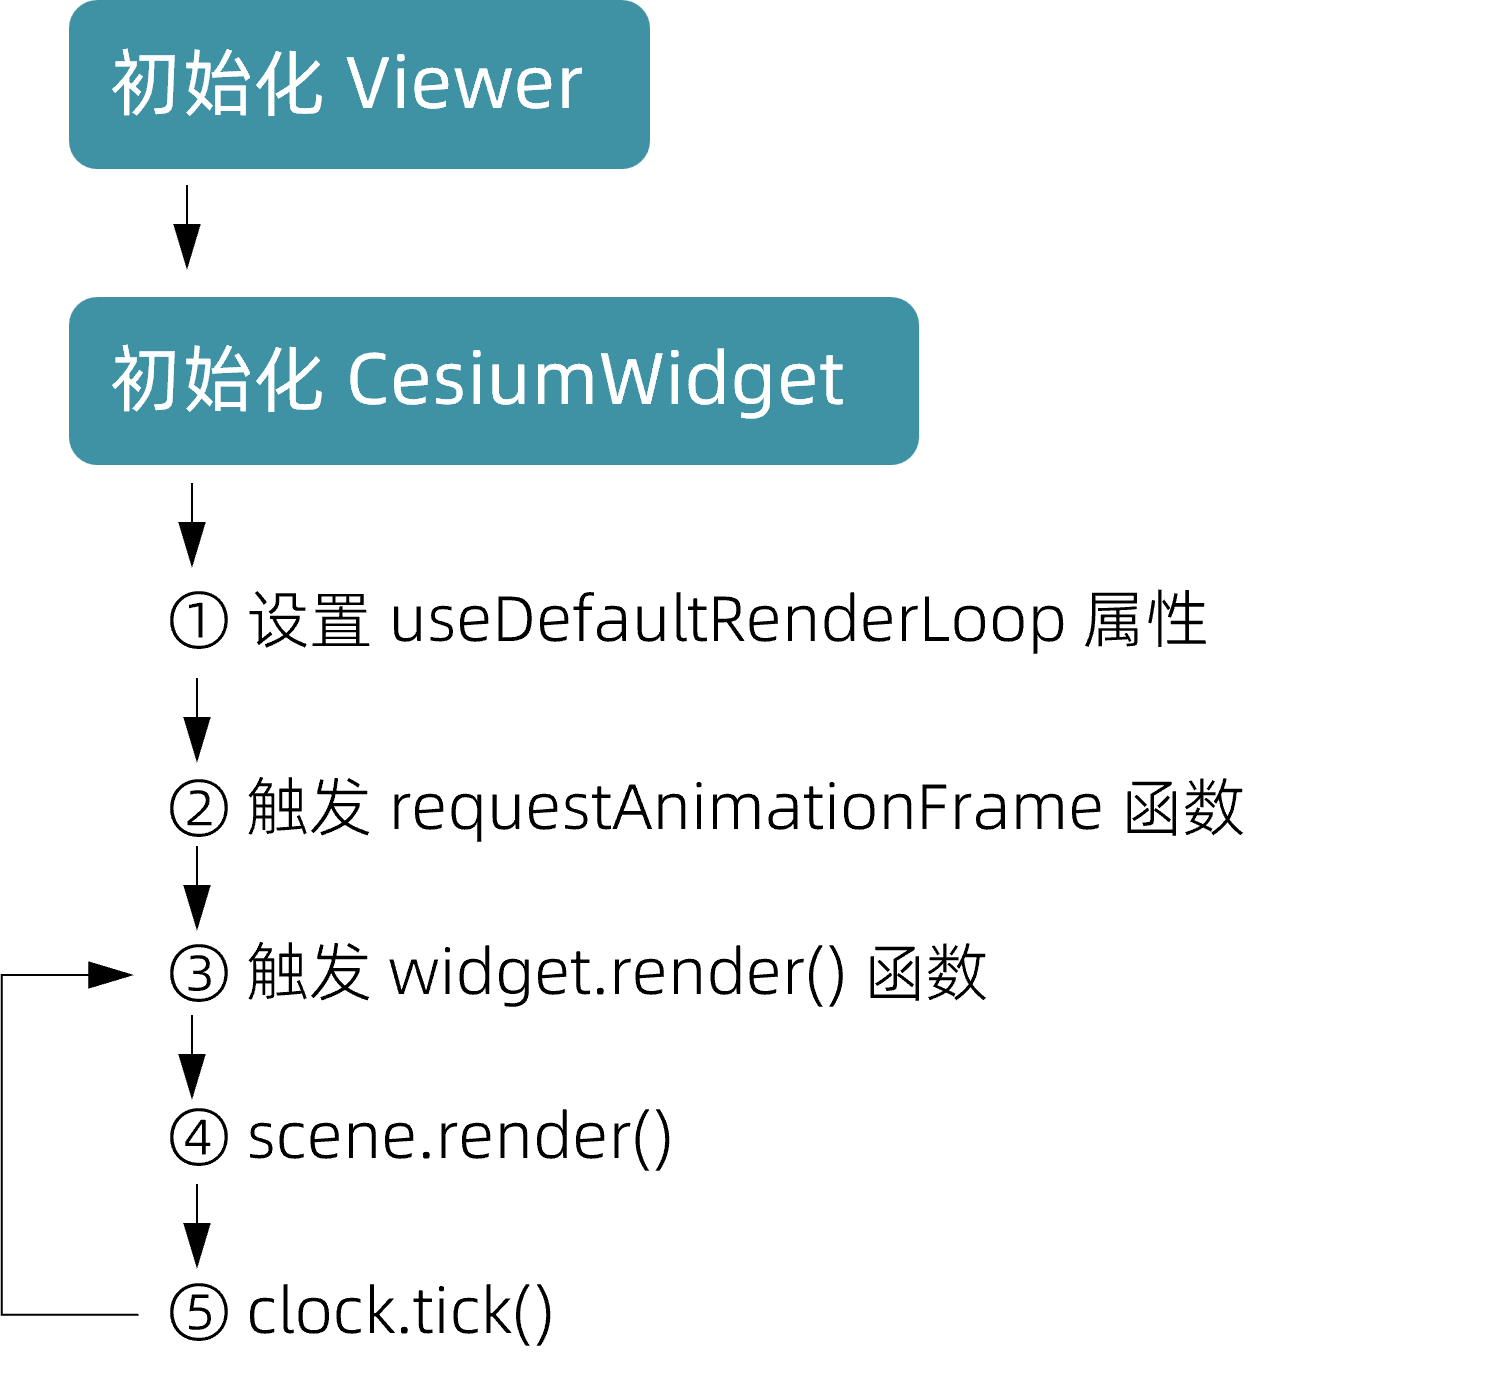 初始化 Viewer
初始化 CesiumWidget
① 设置 useDefaultRenderLoop 属性
② 触发 requestAnimationFrame 函数
③ 触发 widget.render() 函数
④ scene.render()
⑤ clock.tick()